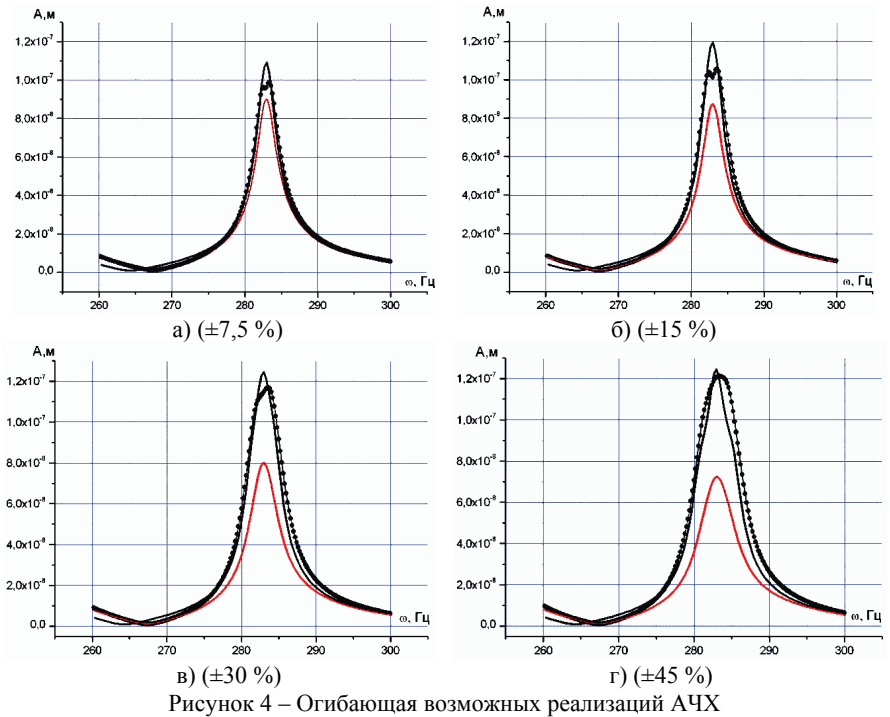 A,м
1,2x10⁻⁷
1,0x10⁻⁷
8,0x10⁻⁸
6,0x10⁻⁸
4,0x10⁻⁸
2,0x10⁻⁸
0,0
260 270 280 290 300
ω, Гц
а) (±7,5 %)
A,м
1,2x10⁻⁷
1,0x10⁻⁷
8,0x10⁻⁸
6,0x10⁻⁸
4,0x10⁻⁸
2,0x10⁻⁸
0,0
260 270 280 290 300
ω, Гц
б) (±15 %)
A,м
1,2x10⁻⁷
1,0x10⁻⁷
8,0x10⁻⁸
6,0x10⁻⁸
4,0x10⁻⁸
2,0x10⁻⁸
0,0
260 270 280 290 300
ω, Гц
в) (±30 %)
A,м
1,2x10⁻⁷
1,0x10⁻⁷
8,0x10⁻⁸
6,0x10⁻⁸
4,0x10⁻⁸
2,0x10⁻⁸
0,0
260 270 280 290 300
ω, Гц
г) (±45 %)
Рисунок 4 – Огибающая возможных реализаций АЧХ